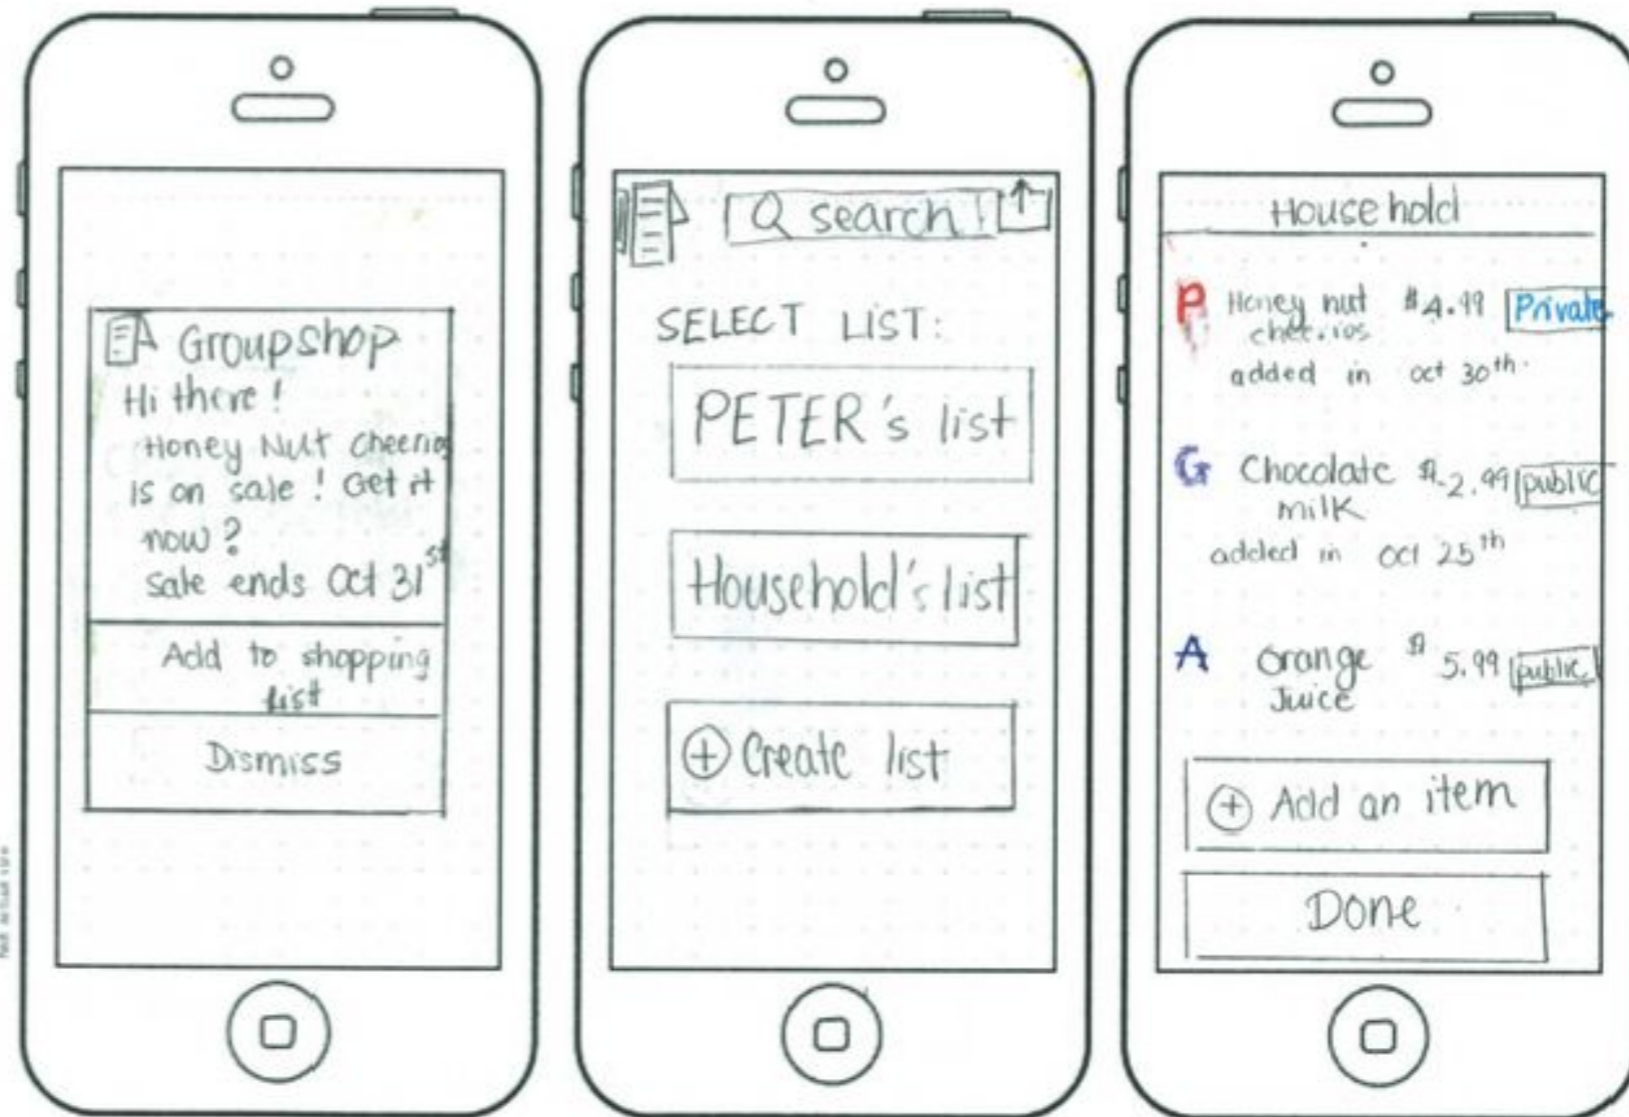 Groupshop
Hi there!
Honey Nut Cheerios
is on sale! Get it
now?
sale ends Oct 31st
Add to shopping
list
Dismiss
search
SELECT LIST:
PETER's list
Household's list
+ Create list
Household
P Honey nut $4.99 Private
cheerios
added in oct 30th.
G Chocolate $2.99 public
milk
added in oct 25th
A Orange $5.99 public
Juice
+ Add an item
Done